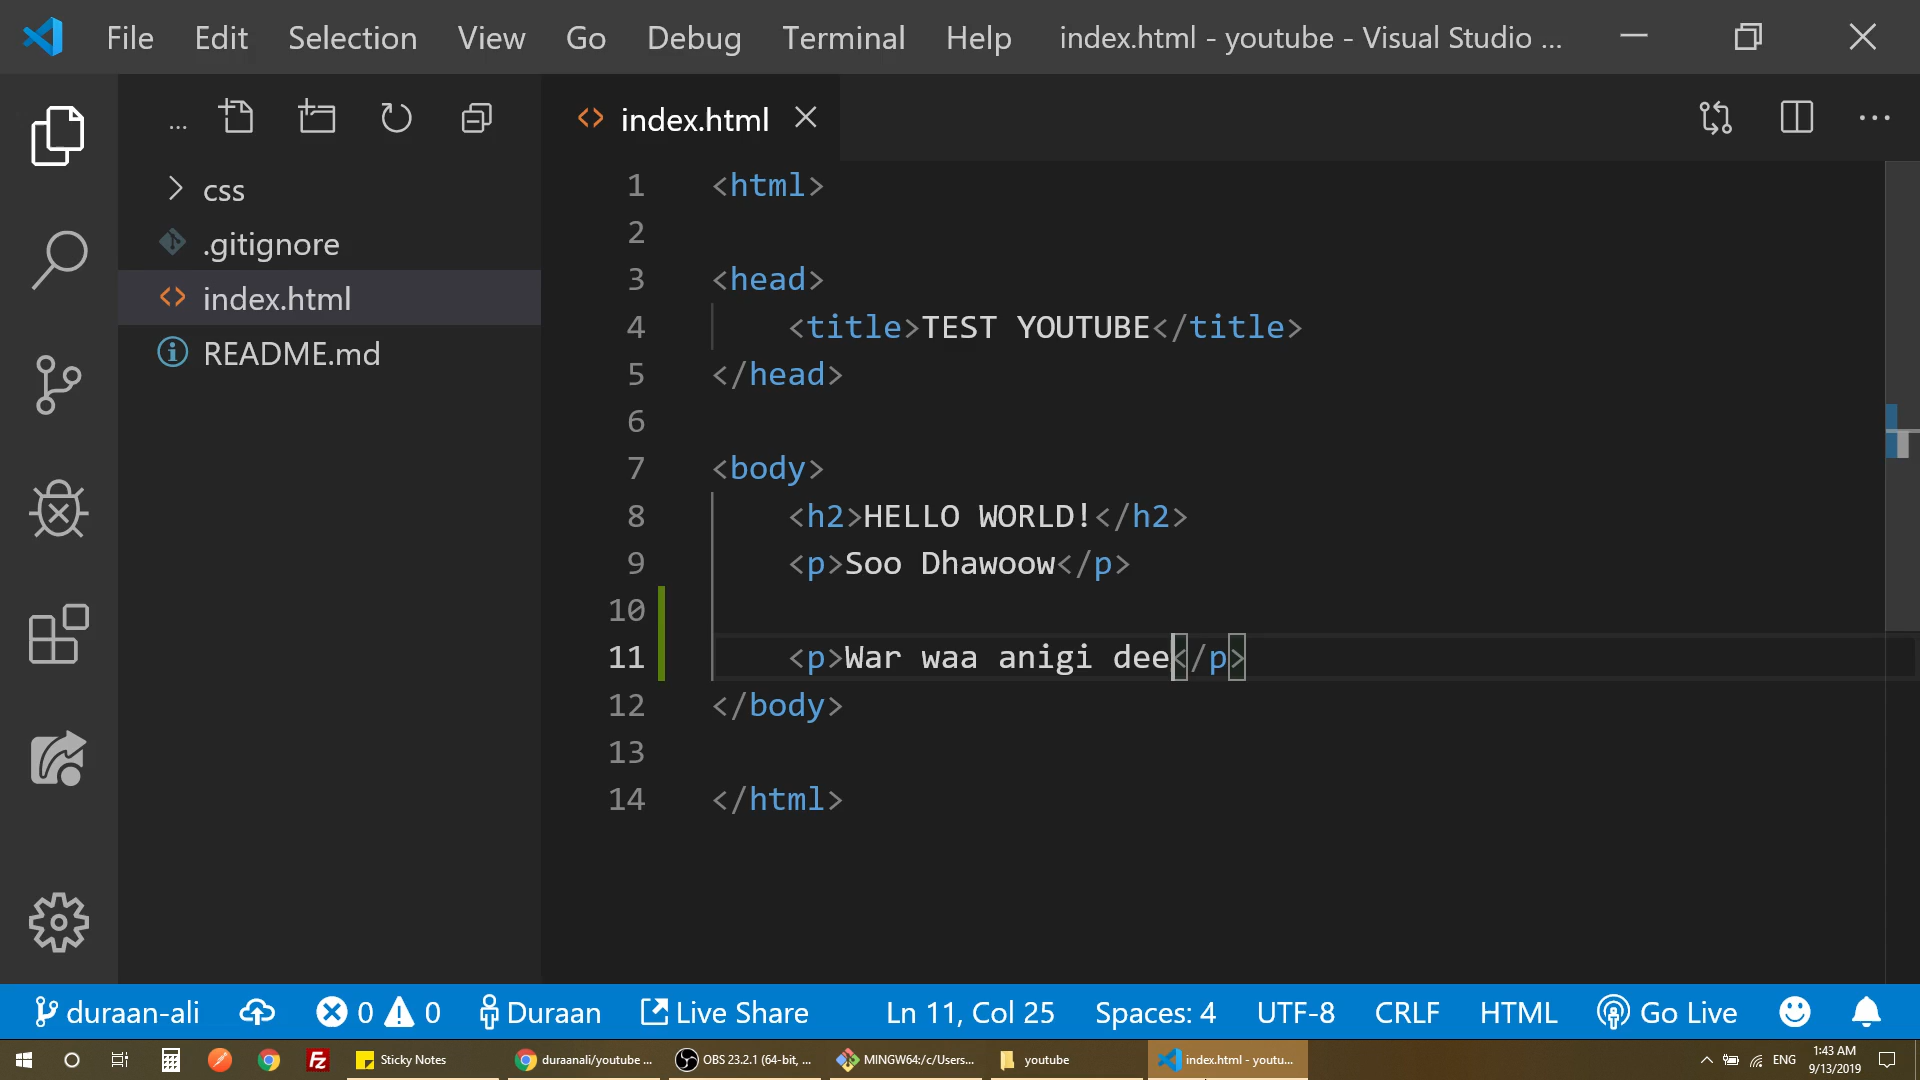 File Edit Selection View Go Debug Terminal Help index.html - youtube - Visual Studio ...
...
css
.gitignore
index.html
README.md
index.html
1 <html>
2
3 <head>
4 <title>TEST YOUTUBE</title>
5 </head>
6
7 <body>
8 <h2>HELLO WORLD!</h2>
9 <p>Soo Dhawoow</p>
10
11 <p>War waa anigi dee</p>
12 </body>
13
14 </html>
duraan-ali 0 0 Duraan Live Share Ln 11, Col 25 Spaces: 4 UTF-8 CRLF HTML Go Live
Sticky Notes duraanali/youtube ... OBS 23.2.1 (64-bit, ... MINGW64:/c/Users... youtube index.html - youtu... ENG 1:43 AM
9/13/2019